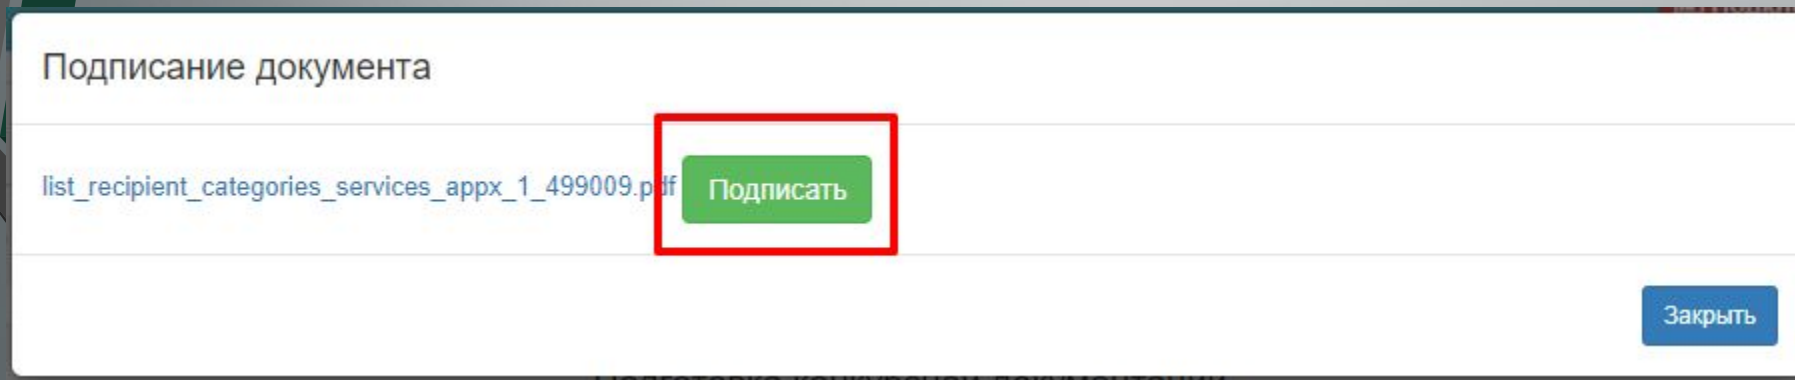 Подписание документа
list_recipient_categories_services_appx_1_499009.pdf Подписать
Закрыть